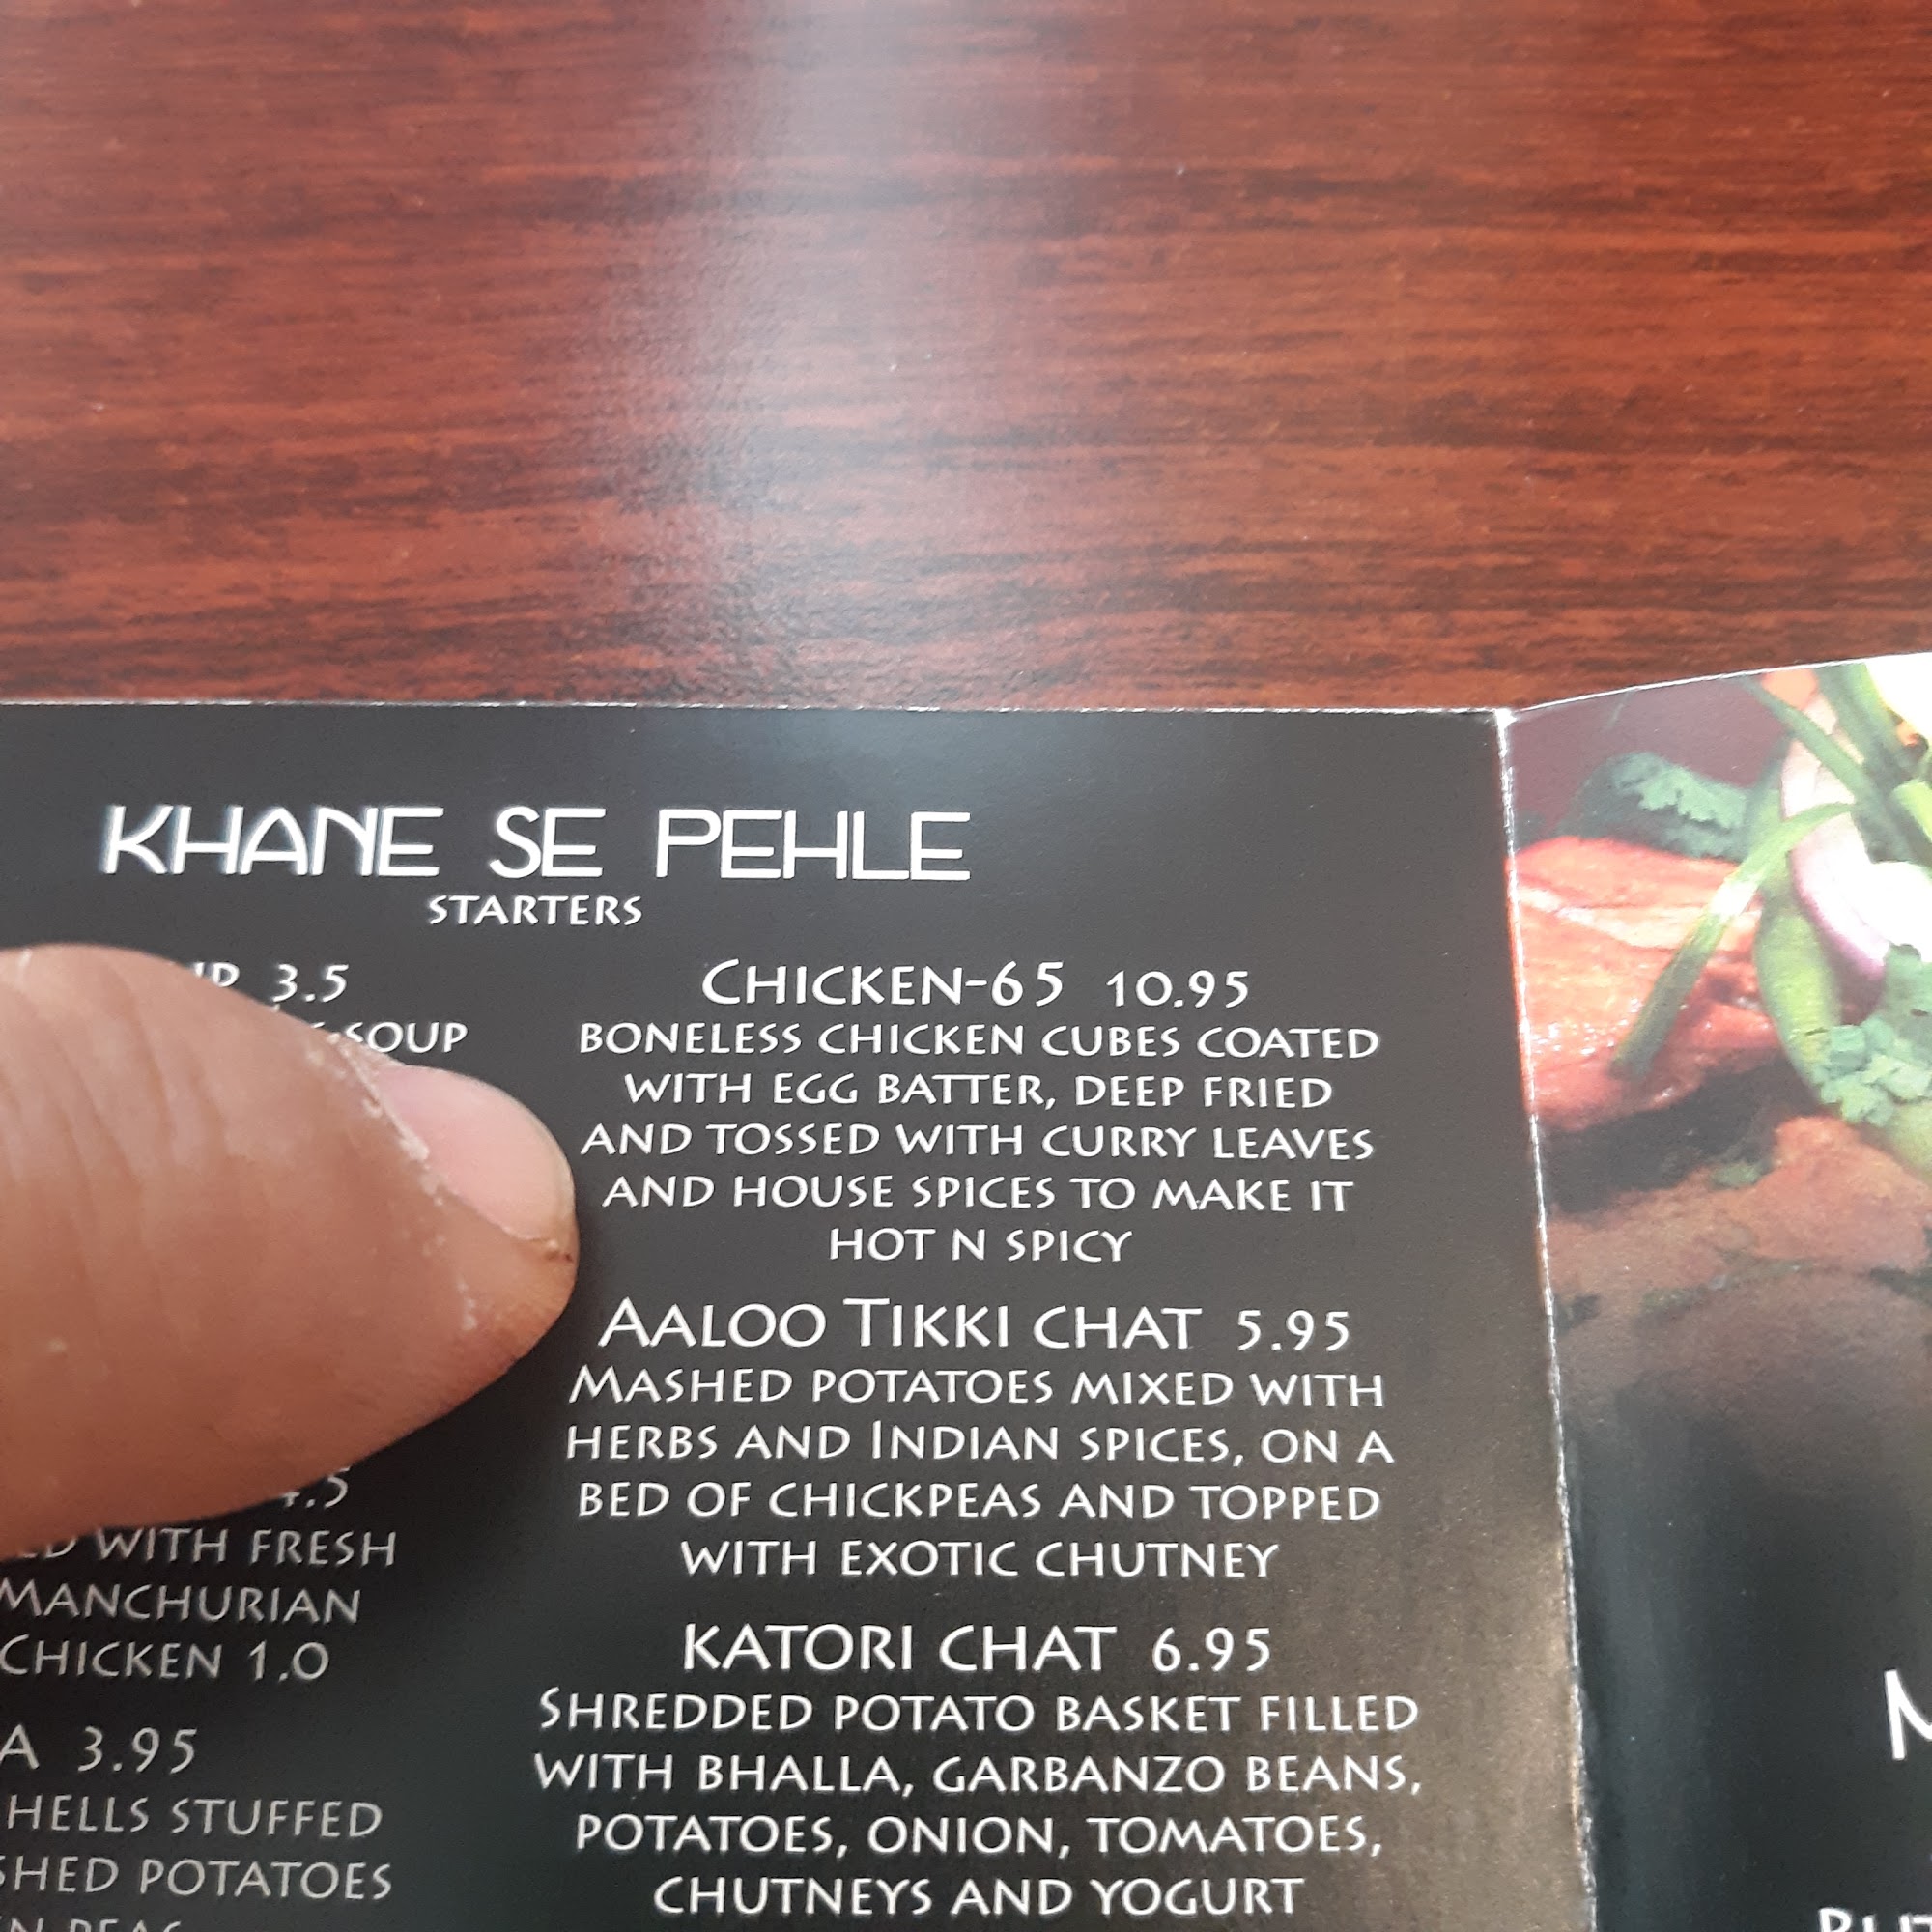 KHANE SE PEHLE
STARTERS
3.5
SOUP
4.5
WITH FRESH
MANCHURIAN
CHICKEN 1.0
3.95
STUFFED
POTATOES
CHICKEN-65 10.95
BONELESS CHICKEN CUBES COATED
WITH EGG BATTER, DEEP FRIED
AND TOSSED WITH CURRY LEAVES
AND HOUSE SPICES TO MAKE IT
HOT N SPICY
AALOO TIKKI CHAT 5.95
MASHED POTATOES MIXED WITH
HERBS AND INDIAN SPICES, ON A
BED OF CHICKPEAS AND TOPPED
WITH EXOTIC CHUTNEY
KATORI CHAT 6.95
SHREDDED POTATO BASKET FILLED
WITH BHALLA, GARBANZO BEANS,
POTATOES, ONION, TOMATOES,
CHUTNEYS AND YOGURT